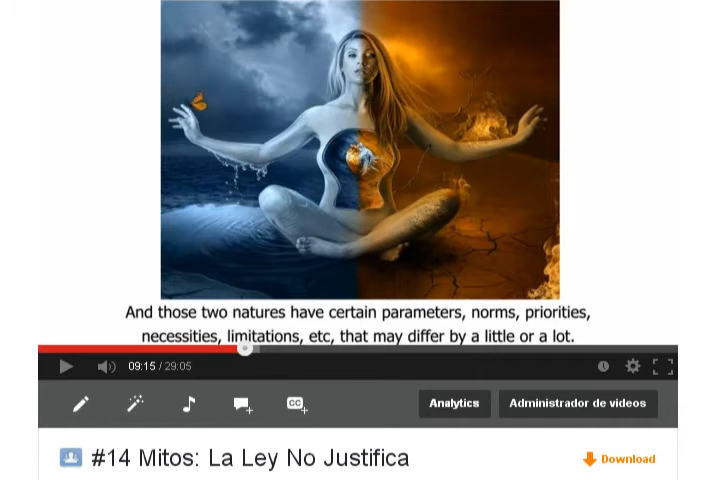 And those two natures have certain parameters, norms, priorities,
necessities, limitations, etc, that may differ by a little or a lot.
09:15 / 29:05
CC
Analytics
Administrador de videos
#14 Mitos: La Ley No Justifica
Download